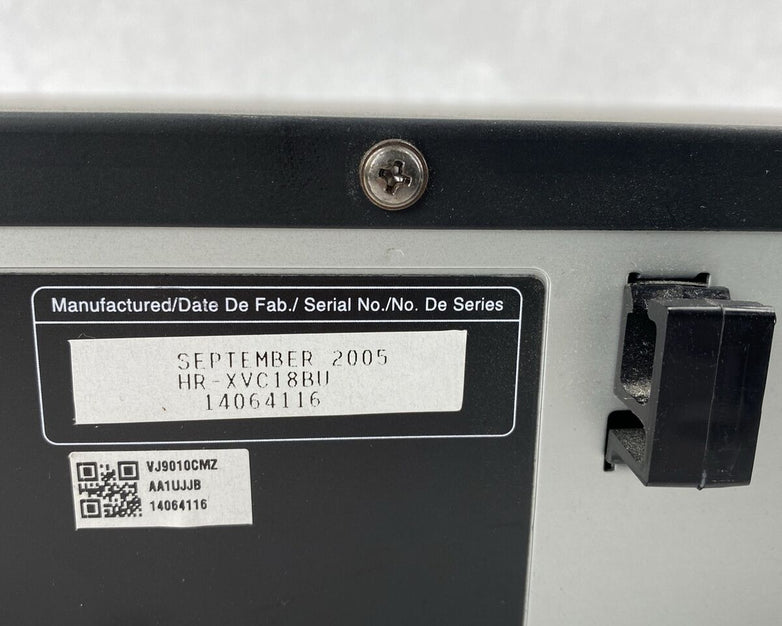 Manufactured/Date De Fab./ Serial No./No. De Series
SEPTEMBER 2005
HR-XVC18BU
14064116
VJ9010CMZ
AA1UJJB
14064116